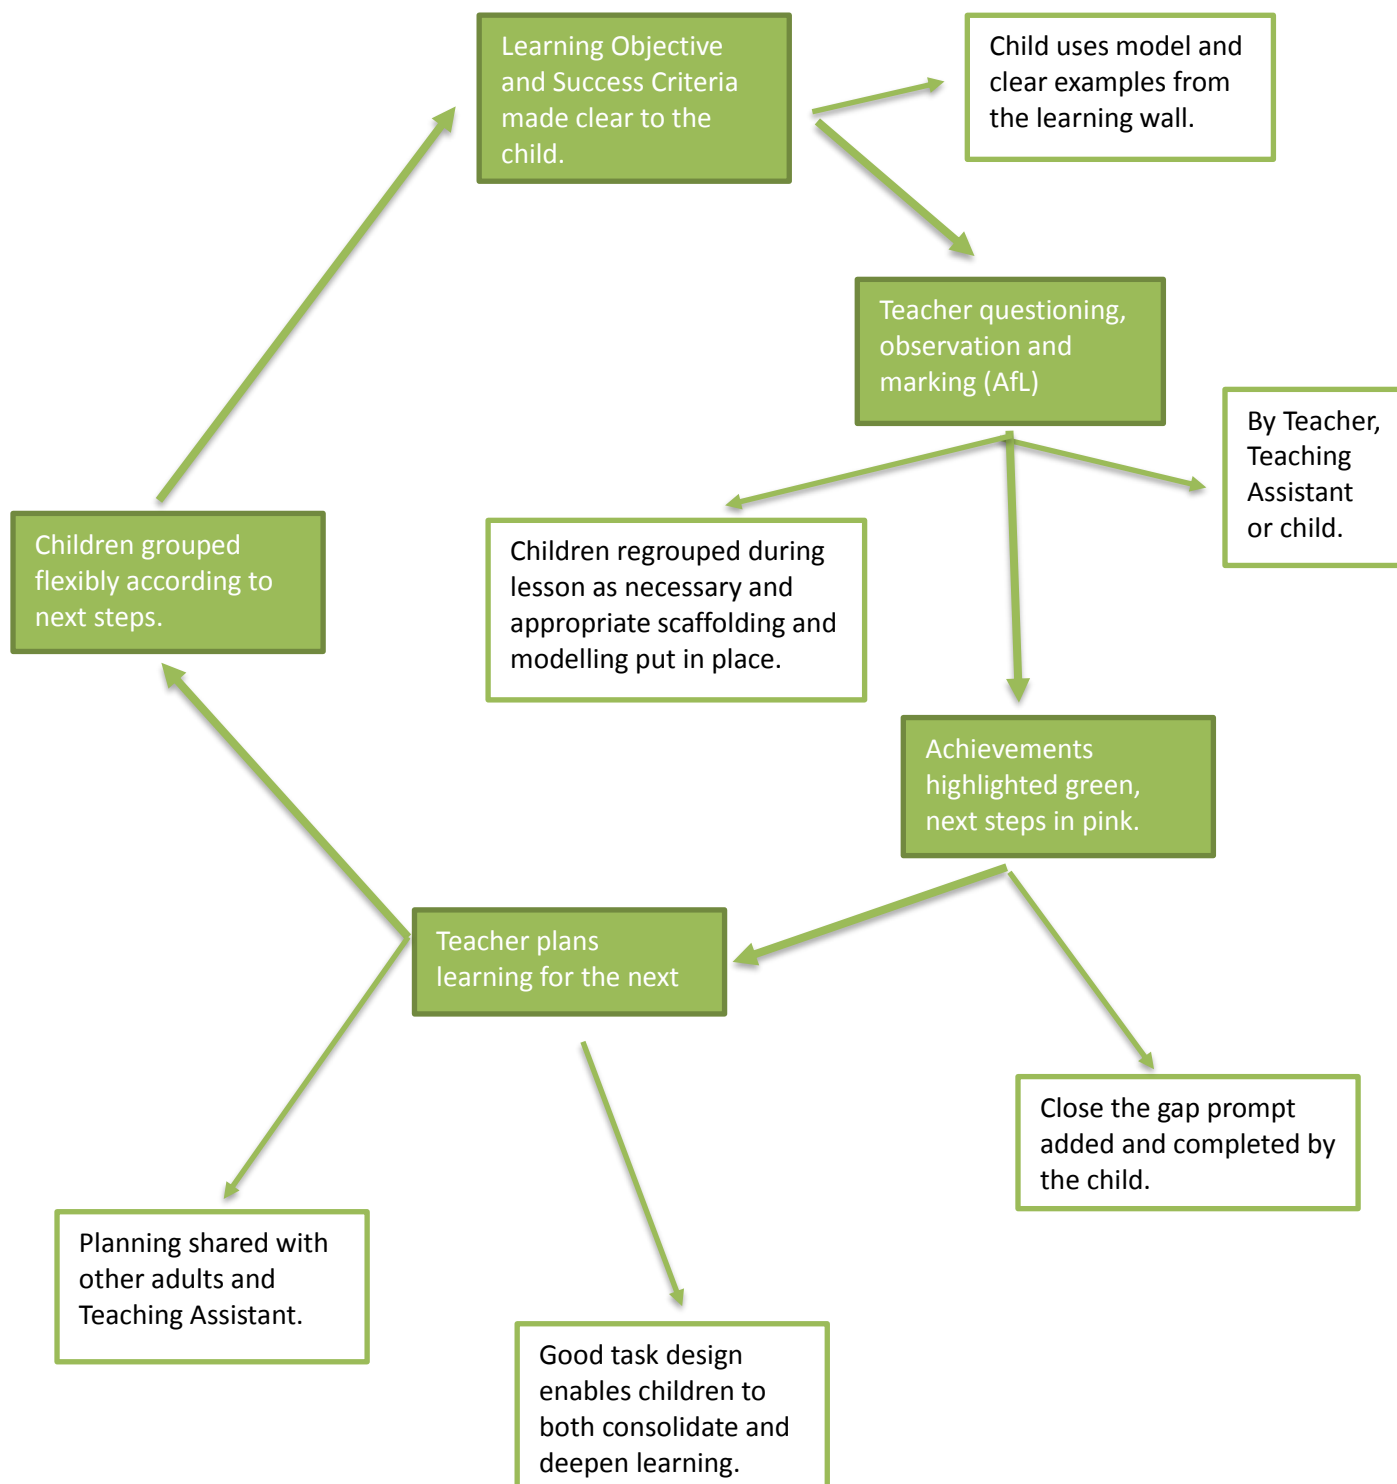 Learning Objective
and Success Criteria
made clear to the
child.
Child uses model and
clear examples from
the learning wall.
Teacher questioning,
observation and
marking (AfL)
By Teacher,
Teaching
Assistant
or child.
Children regrouped during
lesson as necessary and
appropriate scaffolding and
modelling put in place.
Children grouped
flexibly according to
next steps.
Achievements
highlighted green,
next steps in pink.
Teacher plans
learning for the next
Close the gap prompt
added and completed by
the child.
Planning shared with
other adults and
Teaching Assistant.
Good task design
enables children to
both consolidate and
deepen learning.